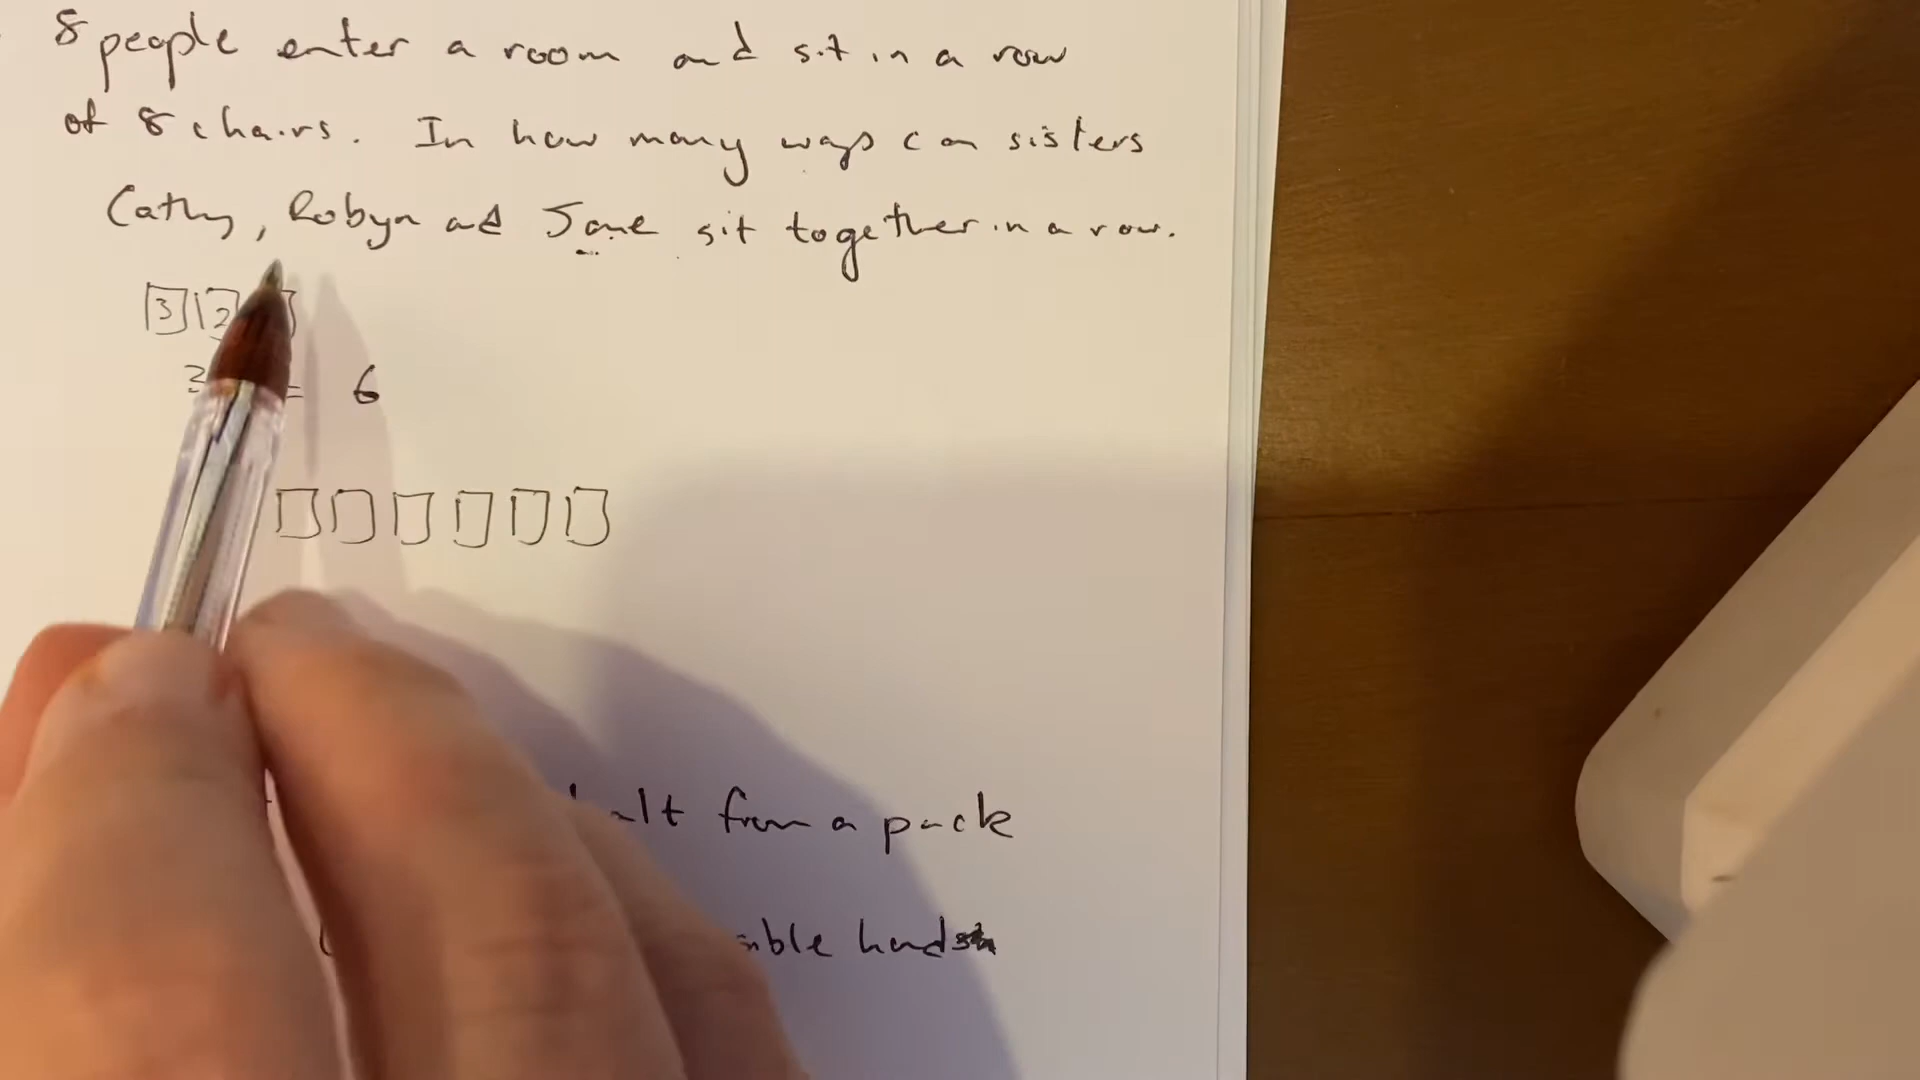 8 people enter a room and sit in a row
of 8 chairs. In how many ways can sisters
Cathy, Robyn and Jane sit together in a row.
3 2
3 = 6
from a pack
hands